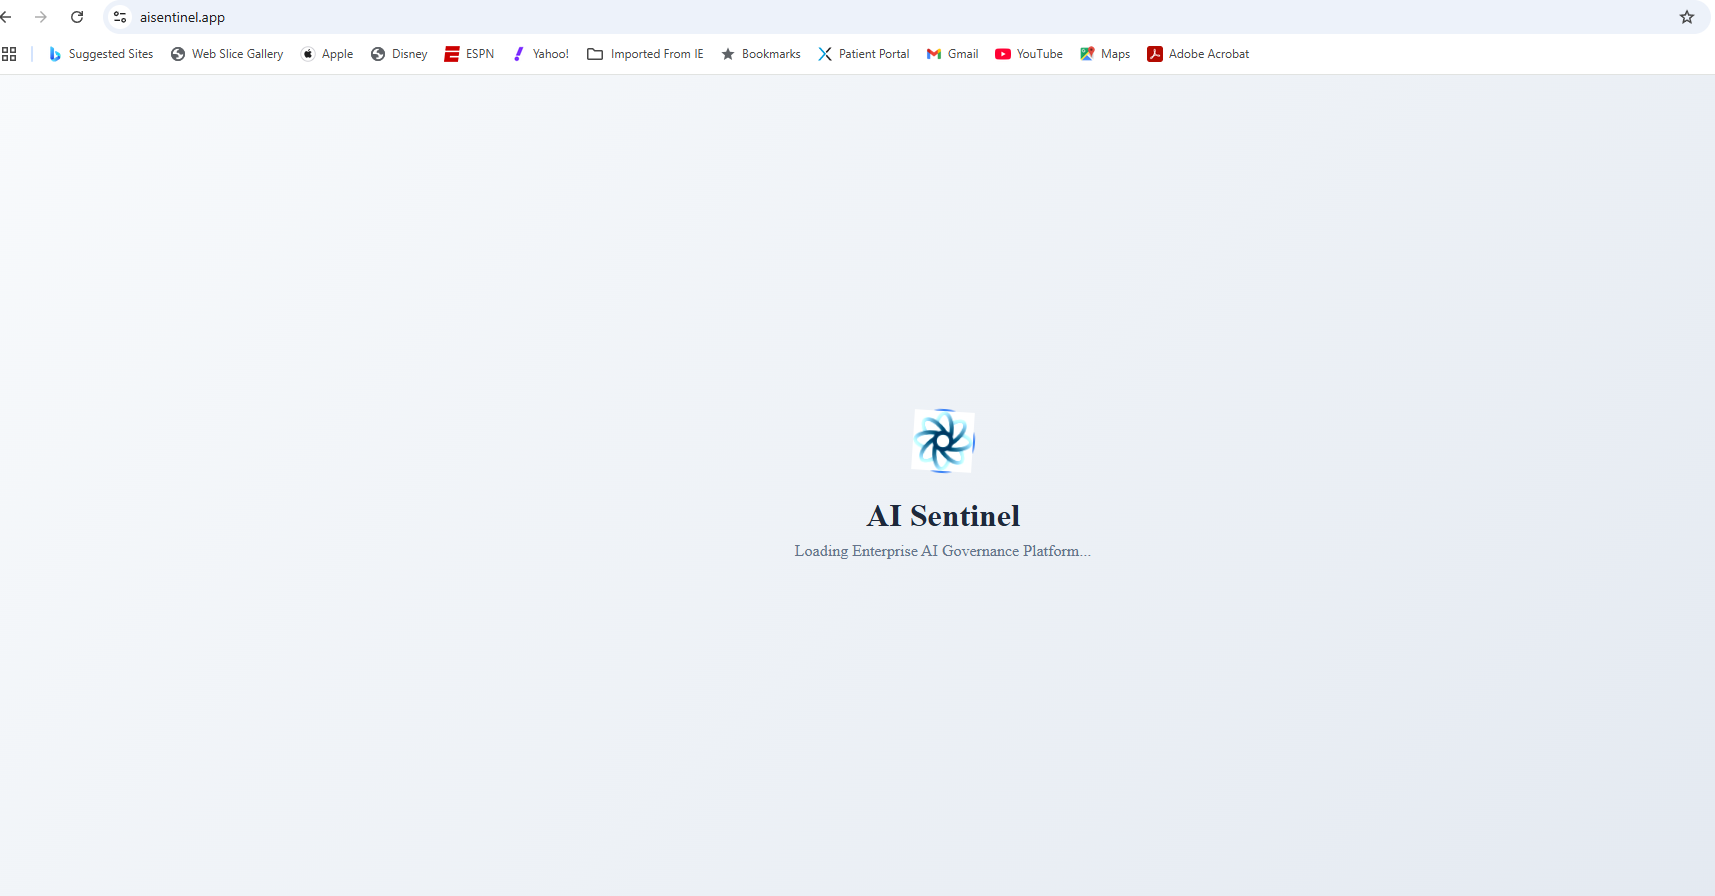 aisentinel.app
Suggested Sites Web Slice Gallery Apple Disney ESPN Yahoo! Imported From IE Bookmarks Patient Portal Gmail YouTube Maps Adobe Acrobat
AI Sentinel
Loading Enterprise AI Governance Platform...